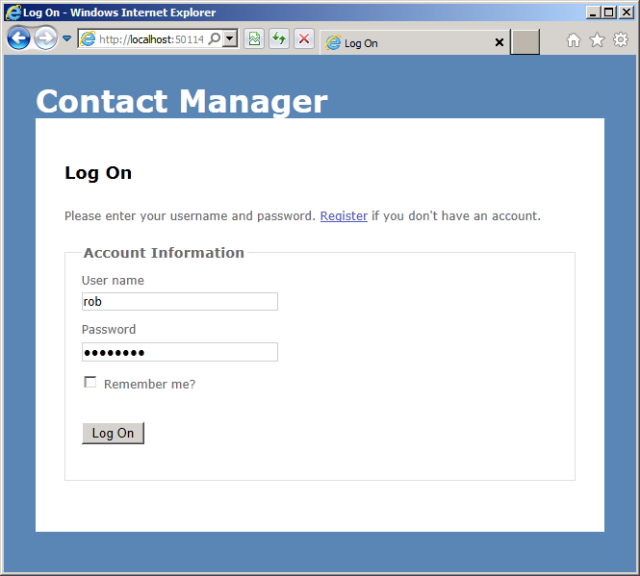 Log On - Windows Internet Explorer
http://localhost:50114
Log On
Contact Manager
Log On
Please enter your username and password. Register if you don't have an account.
Account Information
User name
rob
Password
••••••••
Remember me?
Log On